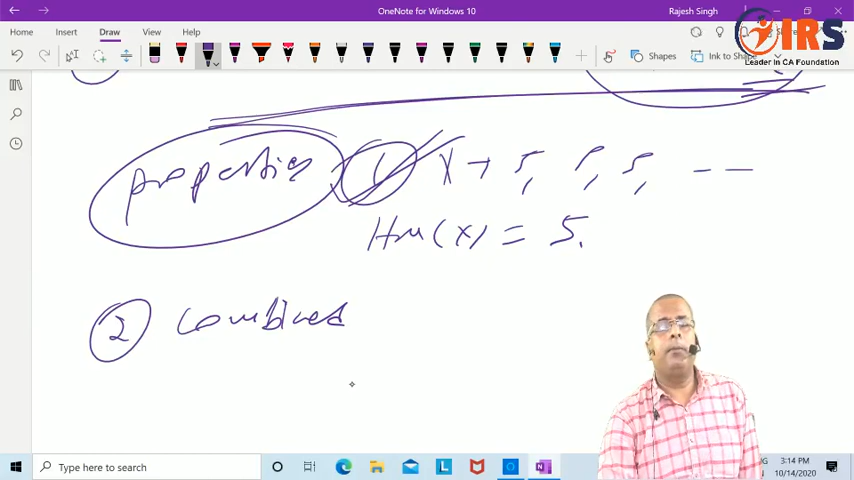 OneNote for Windows 10
Rajesh Singh
Home Insert Draw View Help
Share
Shapes Ink to Shape
IRS
Leader In CA Foundation
properties 1 X → 5, 5, 5, - -
HM(X) = 5.
2 combined
Type here to search
3:14 PM
10/14/2020